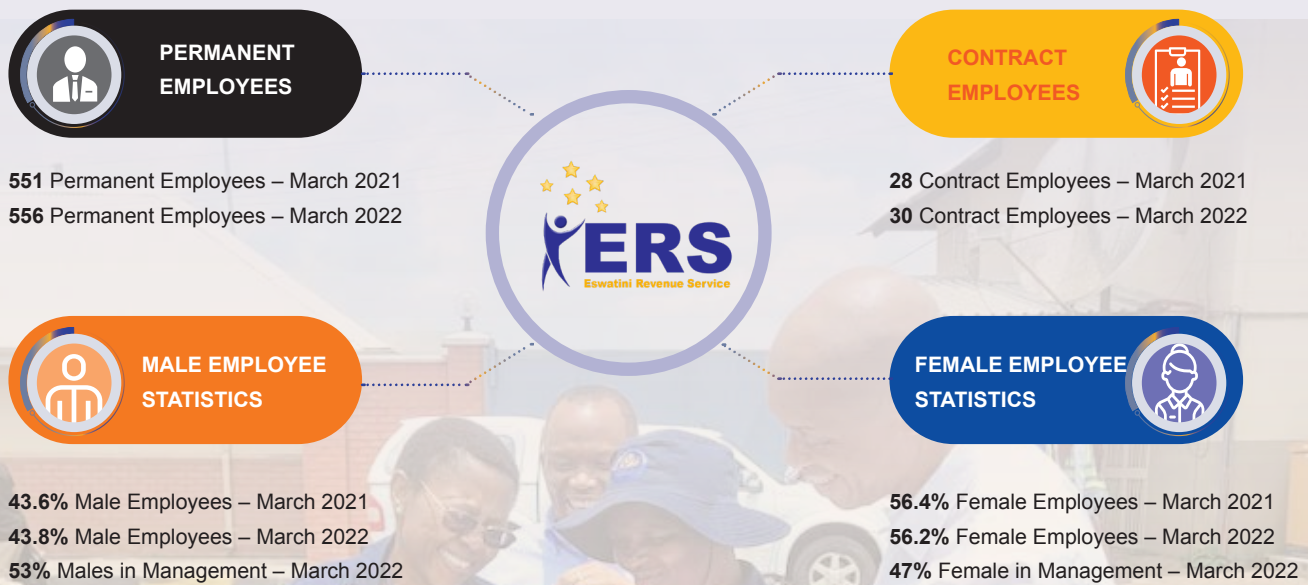 PERMANENT
EMPLOYEES
551 Permanent Employees – March 2021
556 Permanent Employees – March 2022
CONTRACT
EMPLOYEES
28 Contract Employees – March 2021
30 Contract Employees – March 2022
ERS
Eswatini Revenue Service
MALE EMPLOYEE
STATISTICS
43.6% Male Employees – March 2021
43.8% Male Employees – March 2022
53% Males in Management – March 2022
FEMALE EMPLOYEE
STATISTICS
56.4% Female Employees – March 2021
56.2% Female Employees – March 2022
47% Female in Management – March 2022